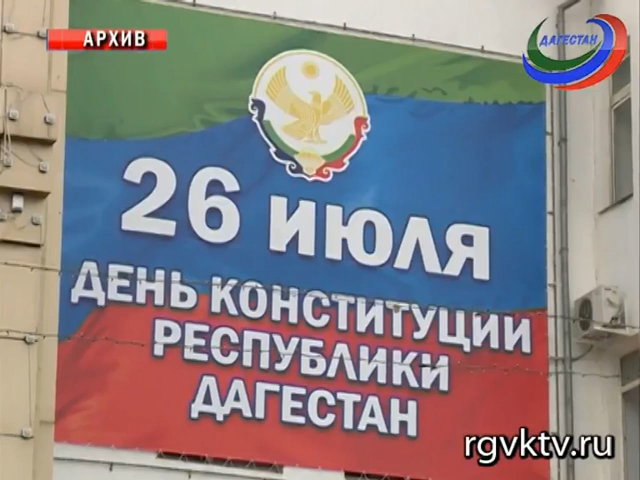 АРХИВ
ДАГЕСТАН
26 ИЮЛЯ
ДЕНЬ КОНСТИТУЦИИ
РЕСПУБЛИКИ
ДАГЕСТАН
rgvktv.ru